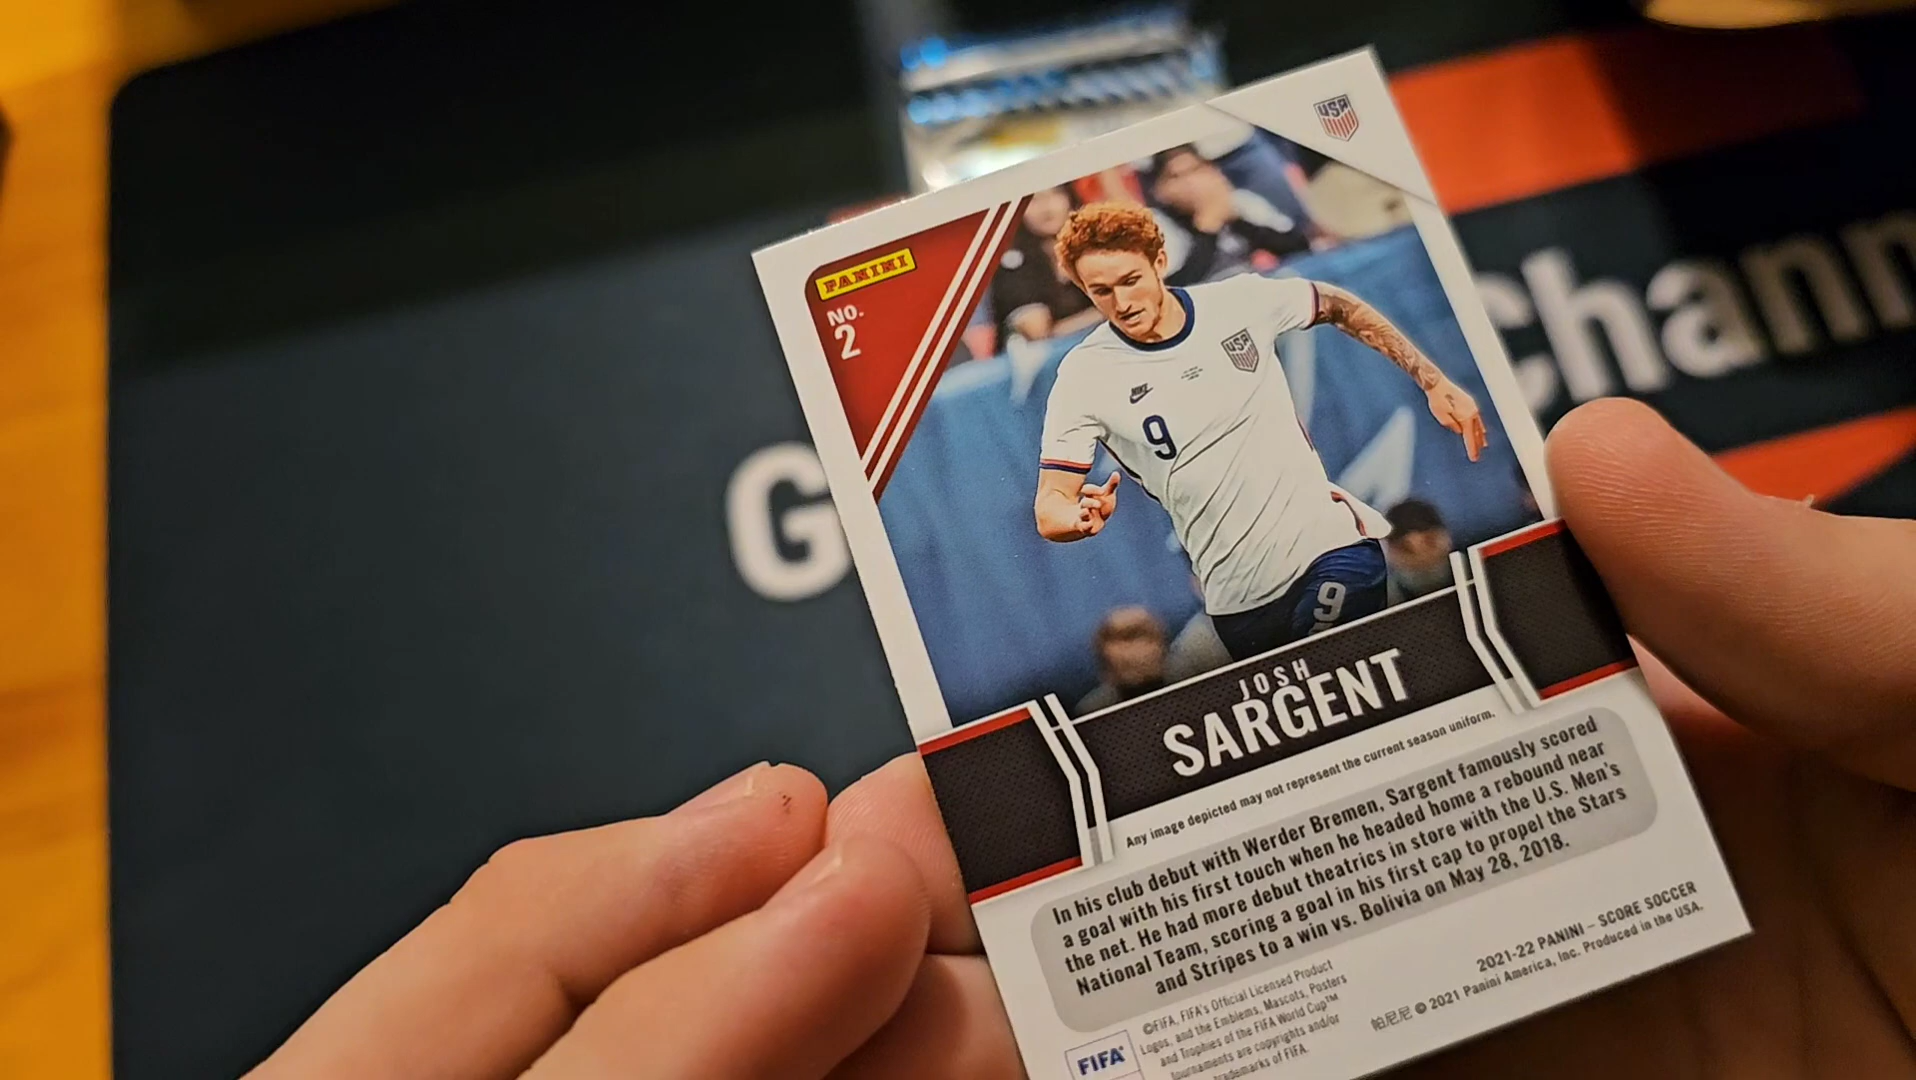 PANINI
NO.
2
USA
USA
NIKE
9
9
JOSH
SARGENT
Any image depicted may not represent the current season uniform.
In his club debut with Werder Bremen, Sargent famously scored
a goal with his first touch when he headed home a rebound near
the net. He had more debut theatrics in store with the U.S. Men's
National Team, scoring a goal in his first cap to propel the Stars
and Stripes to a win vs. Bolivia on May 28, 2018.
FIFA
©FIFA, FIFA's Official Licensed Product
Logos, and the Emblems, Mascots, Posters
and Trophies of the FIFA World Cup™
tournaments are copyrights and/or
trademarks of FIFA.
2021-22 PANINI – SCORE SOCCER
帕尼尼 © 2021 Panini America, Inc. Produced in the USA.
G
Chann